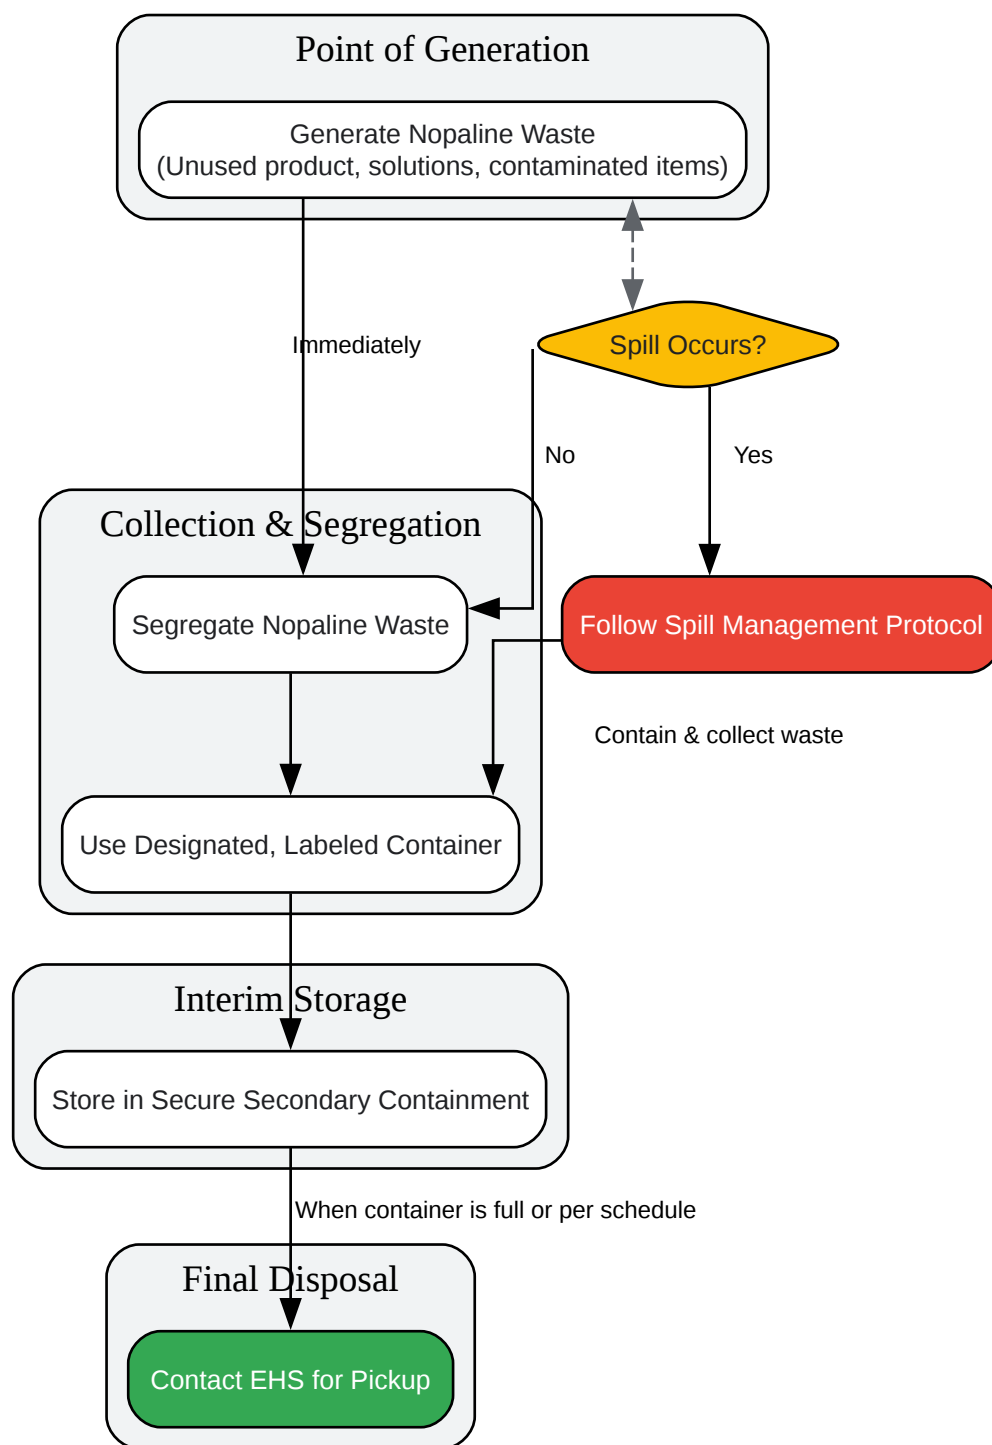 Point of Generation
Generate Nopaline Waste
(Unused product, solutions, contaminated items)
Immediately
Spill Occurs?
No
Yes
Collection & Segregation
Segregate Nopaline Waste
Follow Spill Management Protocol
Contain & collect waste
Use Designated, Labeled Container
Interim Storage
Store in Secure Secondary Containment
When container is full or per schedule
Final Disposal
Contact EHS for Pickup